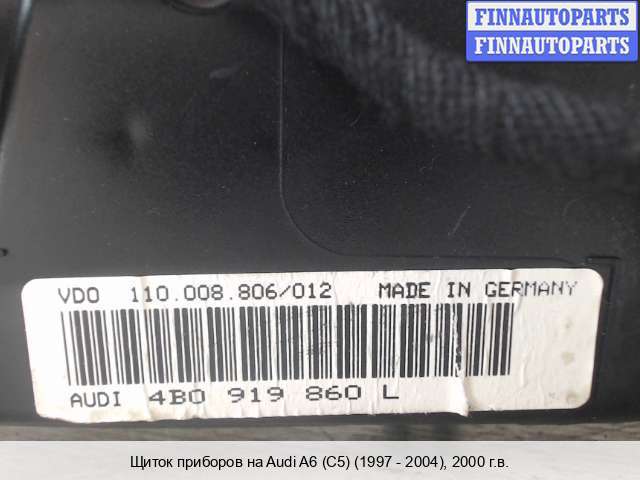 FINNAUTOPARTS
FINNAUTOPARTS
VDO 110.008.806/012 MADE IN GERMANY
AUDI 4B0 919 860 L
Щиток приборов на Audi A6 (C5) (1997 - 2004), 2000 г.в.